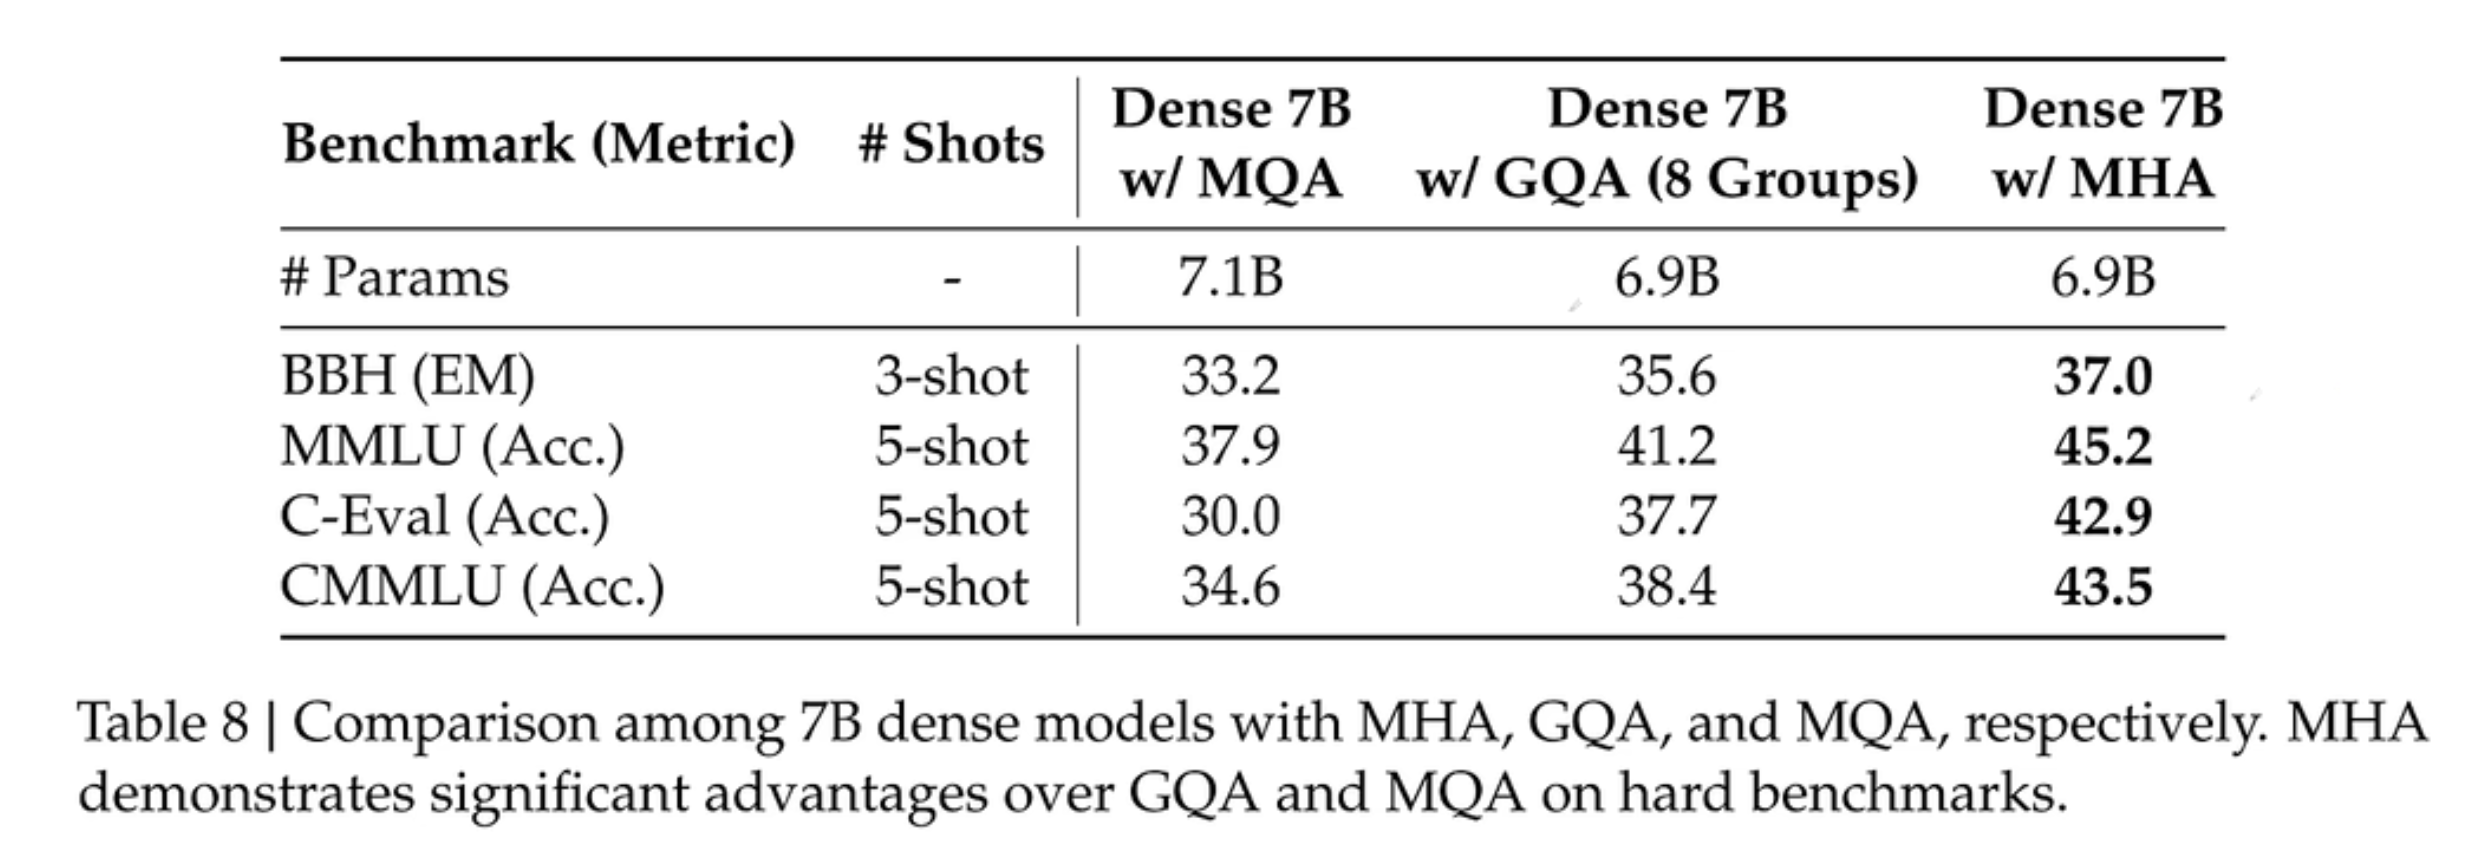 Benchmark (Metric) # Shots Dense 7B w/ MQA Dense 7B w/ GQA (8 Groups) Dense 7B w/ MHA
# Params - 7.1B 6.9B 6.9B
BBH (EM) 3-shot 33.2 35.6 37.0
MMLU (Acc.) 5-shot 37.9 41.2 45.2
C-Eval (Acc.) 5-shot 30.0 37.7 42.9
CMMLU (Acc.) 5-shot 34.6 38.4 43.5
Table 8 | Comparison among 7B dense models with MHA, GQA, and MQA, respectively. MHA
demonstrates significant advantages over GQA and MQA on hard benchmarks.